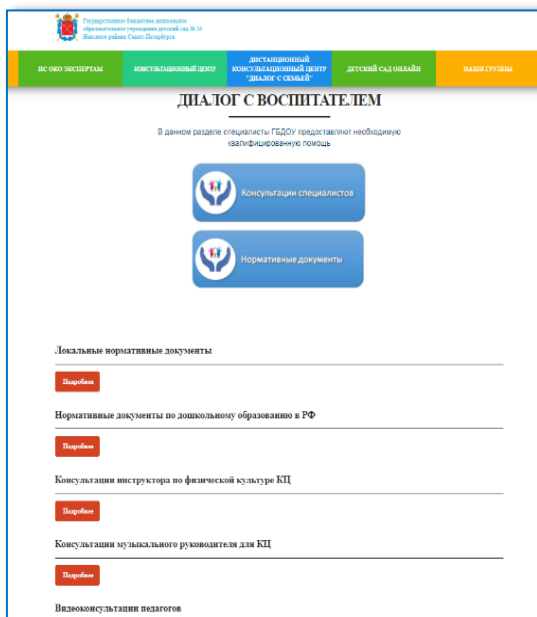 Государственное бюджетное дошкольное
образовательное учреждение детский сад № 24
Невского района Санкт-Петербурга
НС ОКО ЭКСПЕРТАМ
КОНСУЛЬТАЦИОННЫЙ ЦЕНТР
ДИСТАНЦИОННЫЙ
КОНСУЛЬТАЦИОННЫЙ ЦЕНТР
"ДИАЛОГ С СЕМЬЕЙ"
ДЕТСКИЙ САД ОНЛАЙН
НАШИ ГРУППЫ
ДИАЛОГ С ВОСПИТАТЕЛЕМ
В данном разделе специалисты ГБДОУ предоставляют необходимую
квалифицированную помощь
Консультации специалистов
Нормативные документы
Локальные нормативные документы
Подробнее
Нормативные документы по дошкольному образованию в РФ
Подробнее
Консультации инструктора по физической культуре КЦ
Подробнее
Консультации музыкального руководителя для КЦ
Подробнее
Видеоконсультации педагогов